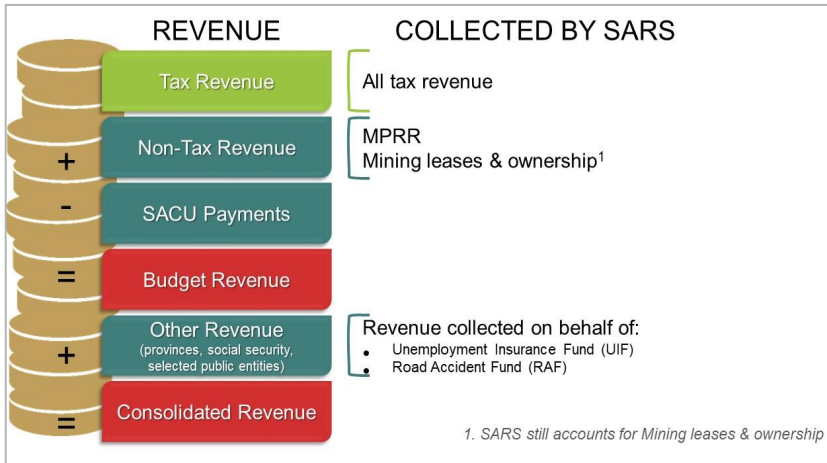 REVENUE
COLLECTED BY SARS
Tax Revenue
All tax revenue
+
Non-Tax Revenue
MPRR
Mining leases & ownership¹
-
SACU Payments
=
Budget Revenue
+
Other Revenue
(provinces, social security,
selected public entities)
Revenue collected on behalf of:
• Unemployment Insurance Fund (UIF)
• Road Accident Fund (RAF)
=
Consolidated Revenue
1. SARS still accounts for Mining leases & ownership